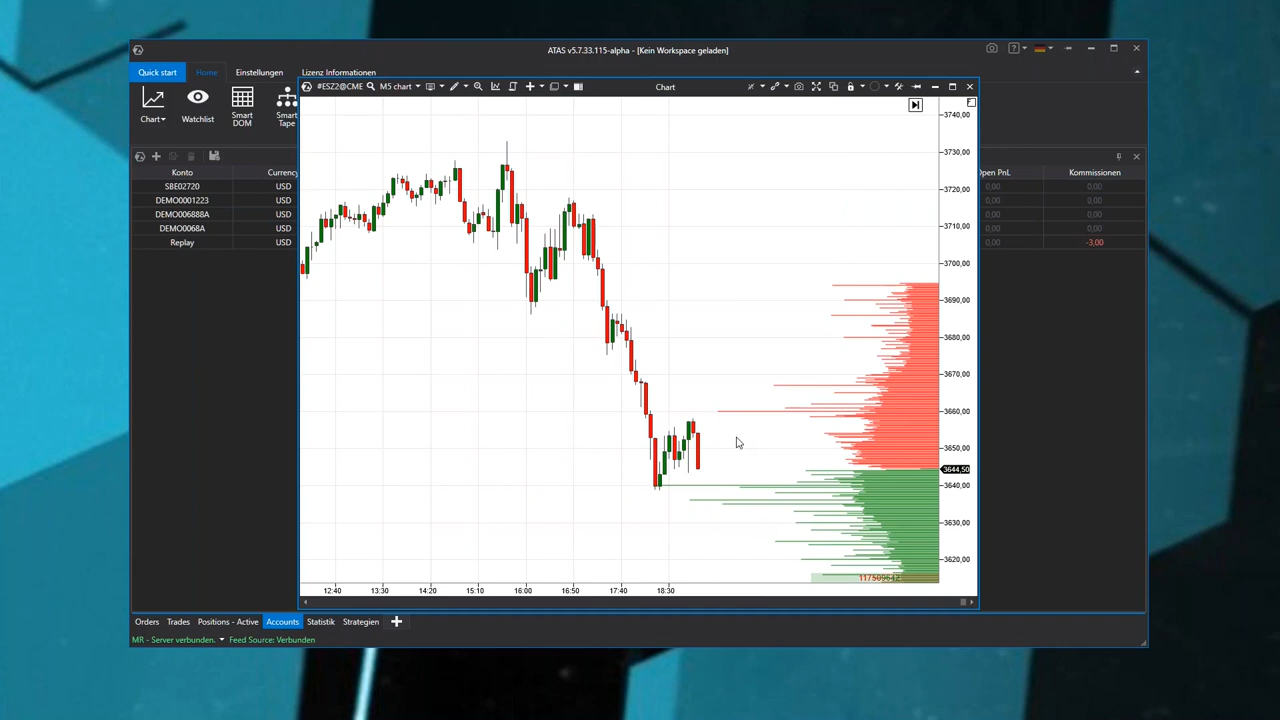 ATAS v5.7.33.115-alpha - [Kein Workspace geladen]
Quick start Home Einstellungen Lizenz Informationen
#ESZ2@CME M5 chart Chart
Chart Watchlist Smart DOM Smart Tape
Konto Currency Open PnL Kommissionen
SBE02720 USD 0,00 0,00
DEMO0001223 USD 0,00 0,00
DEMO006888A USD 0,00 0,00
DEMO0068A USD 0,00 0,00
Replay USD 0,00 -3,00
3740,00
3730,00
3720,00
3710,00
3700,00
3690,00
3680,00
3670,00
3660,00
3650,00
3644,50
3640,00
3630,00
3620,00
12:40 13:30 14:20 15:10 16:00 16:50 17:40 18:30
Orders Trades Positions - Active Accounts Statistik Strategien
MR - Server verbunden. Feed Source: Verbunden